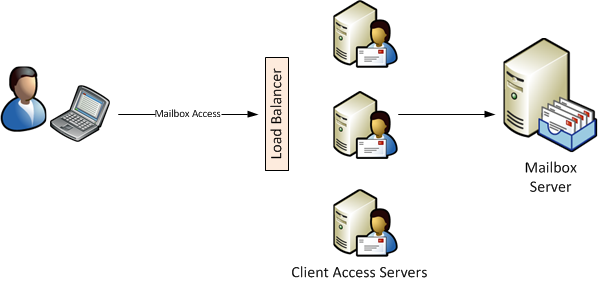 Mailbox Access
Load Balancer
Client Access Servers
Mailbox
Server